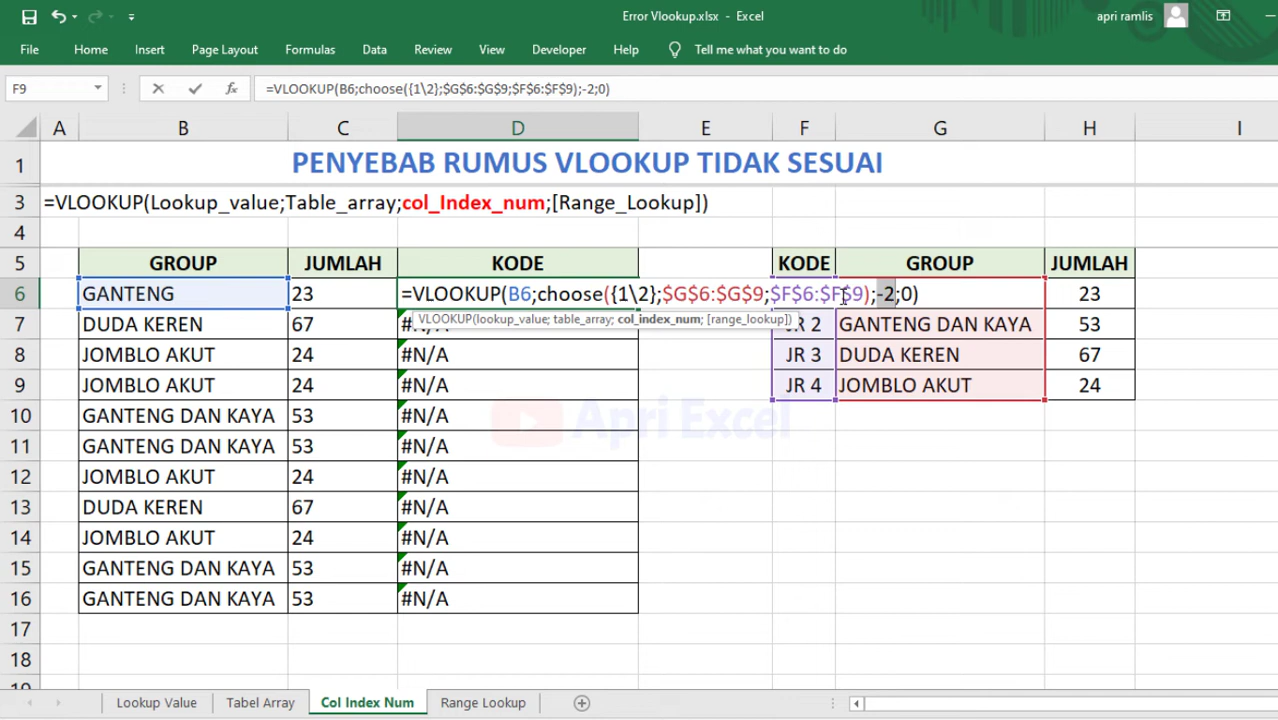 Error Vlookup.xlsx - Excel
apri ramlis
File Home Insert Page Layout Formulas Data Review View Developer Help Tell me what you want to do
F9 fx =VLOOKUP(B6;choose({1\2};$G$6:$G$9;$F$6:$F$9);-2;0)
A B C D E F G H I
1 PENYEBAB RUMUS VLOOKUP TIDAK SESUAI
3 =VLOOKUP(Lookup_value;Table_array;col_Index_num;[Range_Lookup])
4
5 GROUP JUMLAH KODE KODE GROUP JUMLAH
6 GANTENG 23 =VLOOKUP(B6;choose({1\2};$G$6:$G$9;$F$6:$F$9);-2;0) 23
VLOOKUP(lookup_value; table_array; col_index_num; [range_lookup])
7 DUDA KEREN 67 #N/A JR 2 GANTENG DAN KAYA 53
8 JOMBLO AKUT 24 #N/A JR 3 DUDA KEREN 67
9 JOMBLO AKUT 24 #N/A JR 4 JOMBLO AKUT 24
10 GANTENG DAN KAYA 53 #N/A
Apri Excel
11 GANTENG DAN KAYA 53 #N/A
12 JOMBLO AKUT 24 #N/A
13 DUDA KEREN 67 #N/A
14 JOMBLO AKUT 24 #N/A
15 GANTENG DAN KAYA 53 #N/A
16 GANTENG DAN KAYA 53 #N/A
17
18
Lookup Value Tabel Array Col Index Num Range Lookup